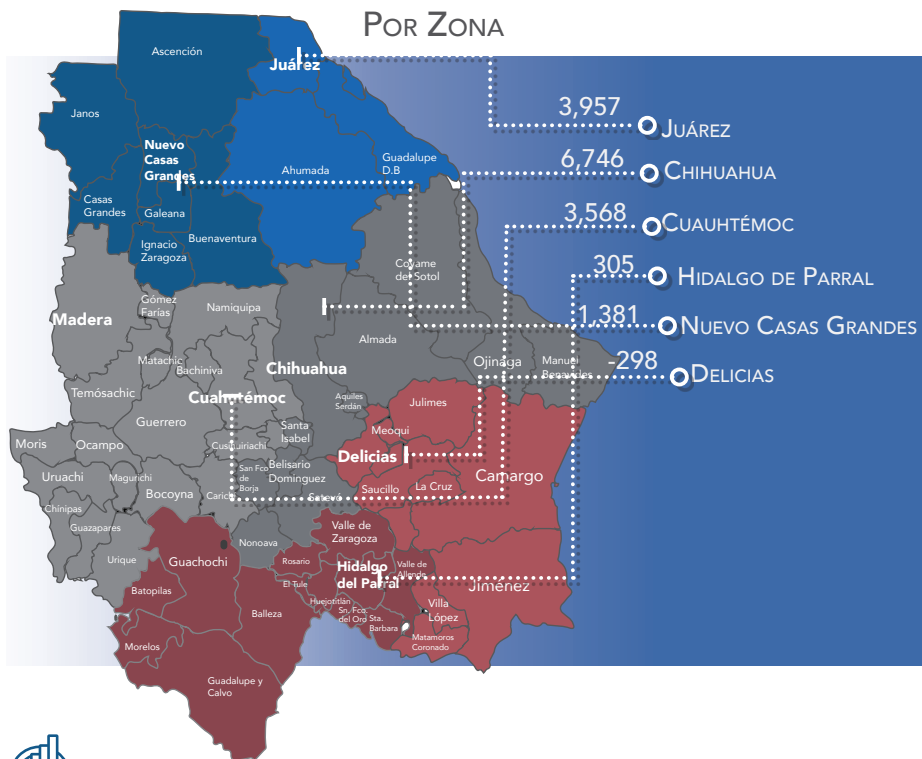 Por Zona
Ascención
Juárez
Janos
Nuevo
Casas
Grandes
Ahumada
Guadalupe
D.B
Casas
Grandes
Galeana
Buenaventura
Ignacio
Zaragoza
Coyame
del Sotol
Gómez
Farías
Namiquipa
Madera
Almada
Matachic
Bachiniva
Chihuahua
Ojinaga
Manuel
Benavides
Temósachic
Cuauhtémoc
Aquiles
Serdán
Julimes
Guerrero
Santa
Isabel
Meoqui
Moris
Ocampo
Cusihuiriachi
Delicias
Uruachi
Magurichi
Bocoyna
Carichi
San Fco
de
Borja
Belisario
Dominguez
Satevó
Saucillo
La Cruz
Camargo
Chínipas
Guazapares
Urique
Nonoava
Valle de
Zaragoza
Guachochi
Rosario
Hidalgo
del Parral
Valle de
Allende
Jiménez
Batopilas
Balleza
El Tule
Huejotitlán
Sn. Fco.
del Oro
Sta.
Barbara
Villa
López
Morelos
Matamoros
Coronado
Guadalupe y
Calvo
3,957
Juárez
6,746
Chihuahua
3,568
Cuauhtémoc
305
Hidalgo de Parral
1,381
Nuevo Casas Grandes
-298
Delicias